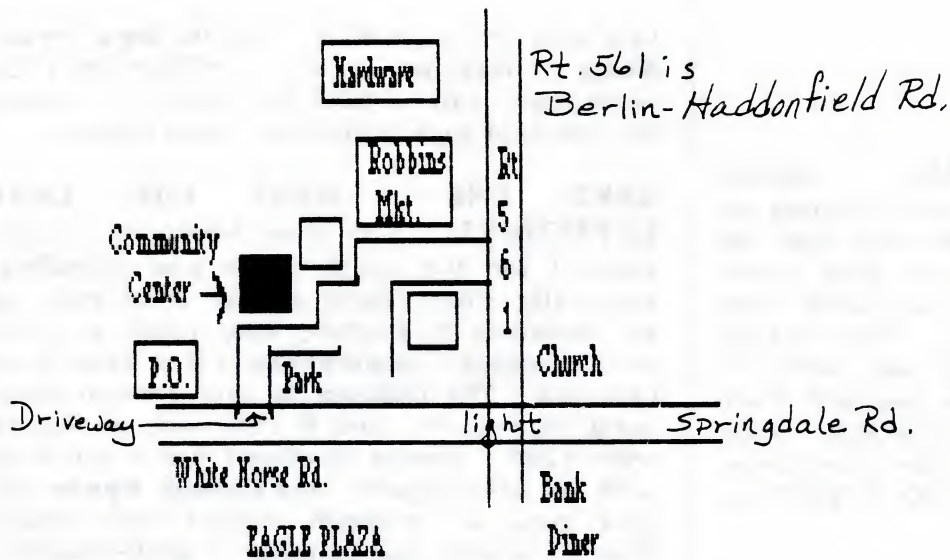 Hardware
Rt 561 is
Berlin-Haddonfield Rd.
Robbins
Mkt.
Rt
5
6
1
Community
Center
P.O.
Park
Church
Driveway
light
Springdale Rd.
White Horse Rd.
Bank
EAGLE PLAZA
Diner